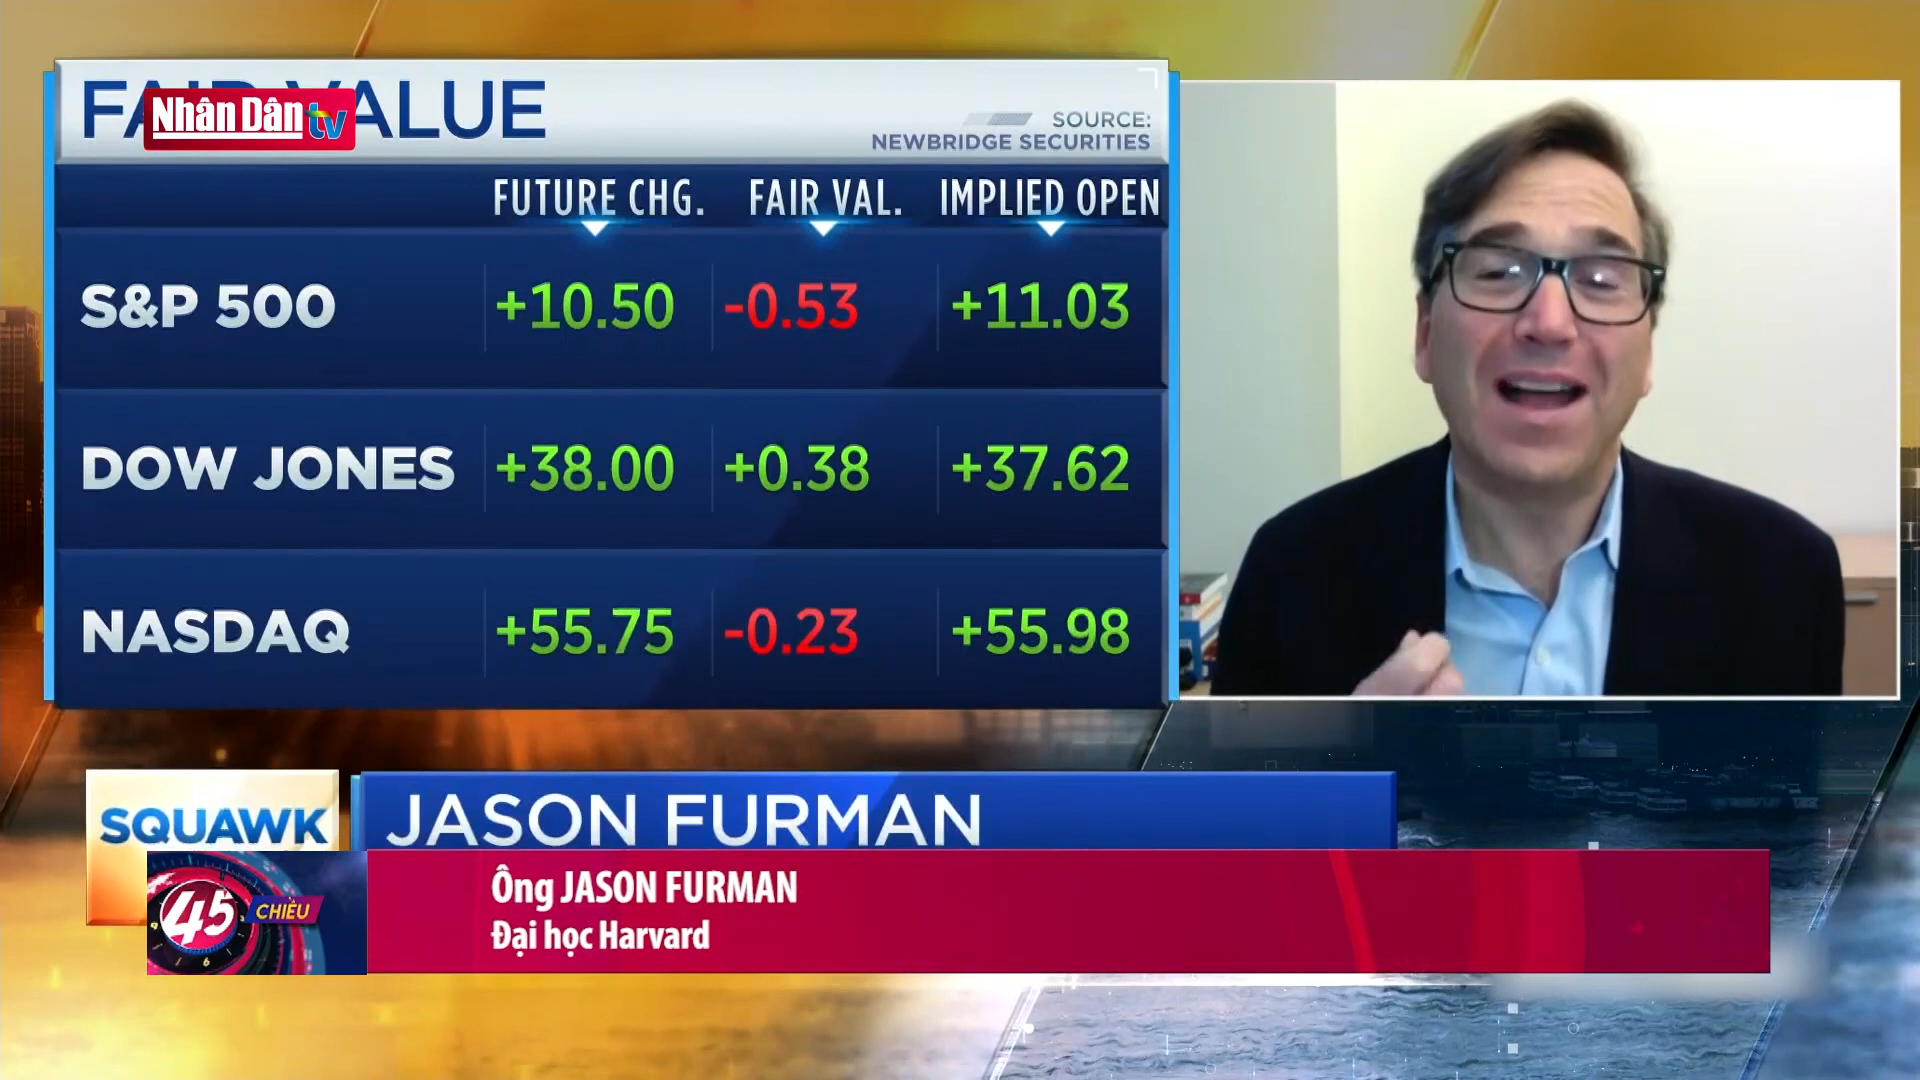 FAIR VALUE
Nhân Dân tv
SOURCE:
NEWBRIDGE SECURITIES
FUTURE CHG. FAIR VAL. IMPLIED OPEN
S&P 500 +10.50 -0.53 +11.03
DOW JONES +38.00 +0.38 +37.62
NASDAQ +55.75 -0.23 +55.98
SQUAWK
JASON FURMAN
45 CHIỀU
Ông JASON FURMAN
Đại học Harvard